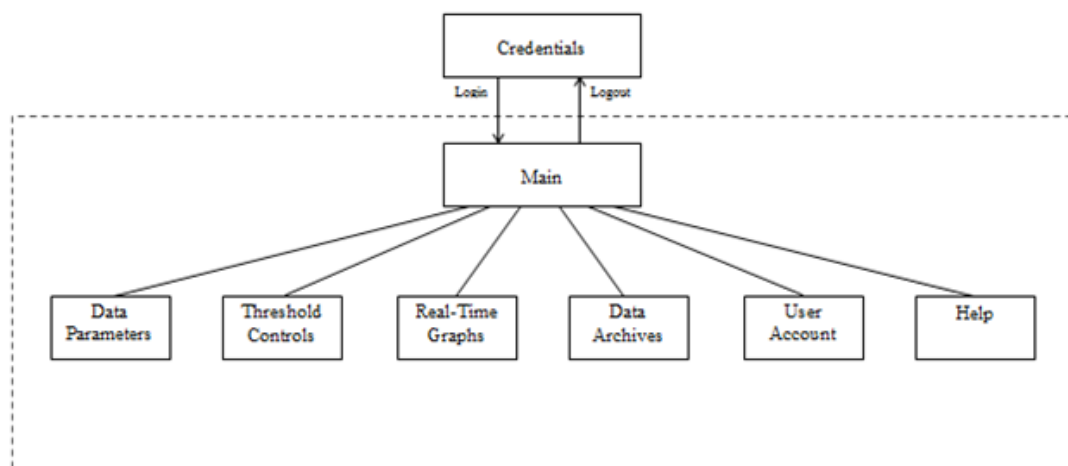 Credentials
Login
Logout
Main
Data
Parameters
Threshold
Controls
Real-Time
Graphs
Data
Archives
User
Account
Help